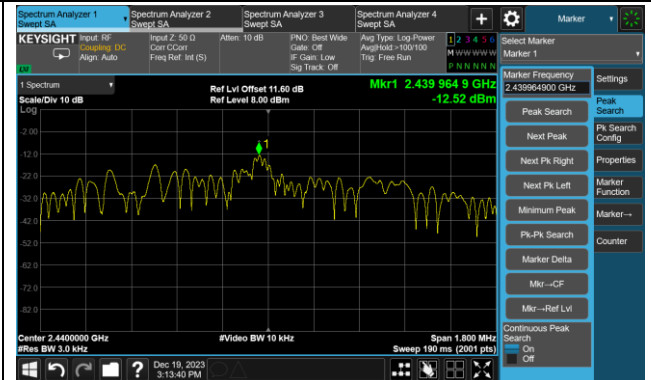 Spectrum Analyzer 1
Swept SA
Spectrum Analyzer 2
Swept SA
Spectrum Analyzer 3
Swept SA
Spectrum Analyzer 4
Swept SA
+
Marker
KEYSIGHT
Input: RF
Coupling: DC
Align: Auto
Input Z: 50 Ω
Corr CCorr
Freq Ref: Int (S)
Atten: 10 dB
PNO: Best Wide
Gate: Off
IF Gain: Low
Sig Track: Off
Avg Type: Log-Power
Avg|Hold:>100/100
Trig: Free Run
1 2 3 4 5 6
M W W W W W
P N N N N N
Select Marker
Marker 1
1 Spectrum
Scale/Div 10 dB
Log
Ref Lvl Offset 11.60 dB
Ref Level 8.00 dBm
Mkr1 2.439 964 9 GHz
-12.52 dBm
1
-2.00
-12.0
-22.0
-32.0
-42.0
-52.0
-62.0
-72.0
-82.0
Center 2.4400000 GHz
#Res BW 3.0 kHz
#Video BW 10 kHz
Span 1.800 MHz
Sweep 190 ms (2001 pts)
Marker Frequency
2.439964900 GHz
Peak Search
Next Peak
Next Pk Right
Next Pk Left
Minimum Peak
Pk-Pk Search
Marker Delta
Mkr→CF
Mkr→Ref Lvl
Continuous Peak
Search
On
Off
Settings
Peak
Search
Pk Search
Config
Properties
Marker
Function
Marker→
Counter
?
Dec 19, 2023
3:13:40 PM